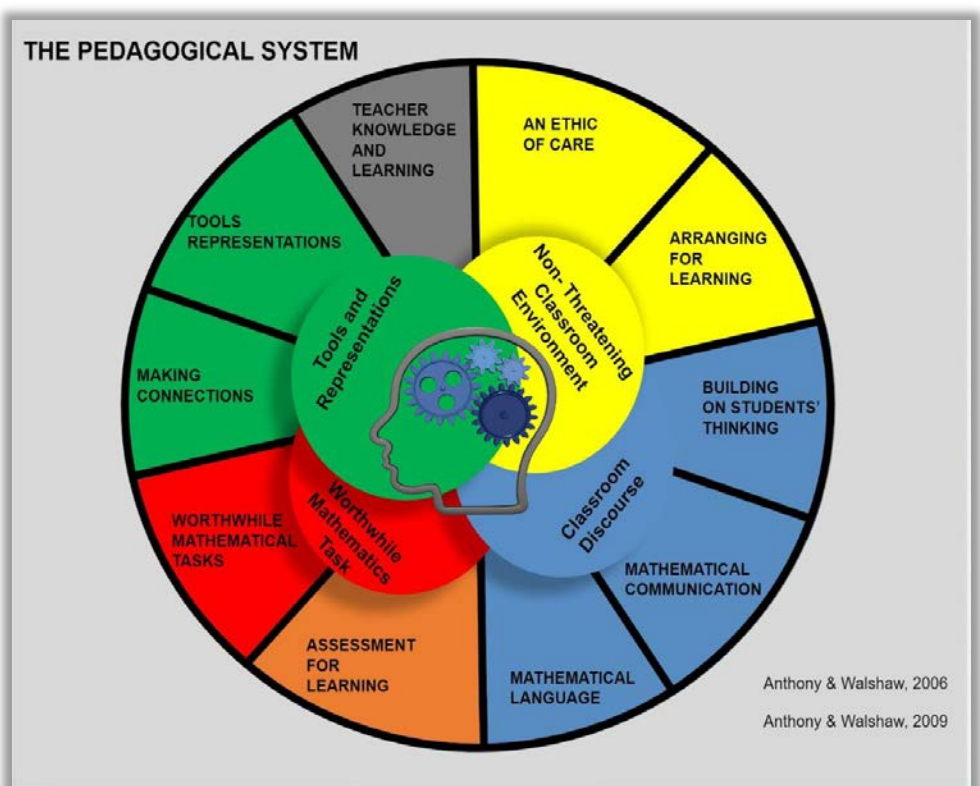 THE PEDAGOGICAL SYSTEM
TEACHER
KNOWLEDGE
AND
LEARNING
AN ETHIC
OF CARE
ARRANGING
FOR
LEARNING
BUILDING
ON STUDENTS'
THINKING
MATHEMATICAL
COMMUNICATION
MATHEMATICAL
LANGUAGE
ASSESSMENT
FOR
LEARNING
WORTHWHILE
MATHEMATICAL
TASKS
MAKING
CONNECTIONS
TOOLS
REPRESENTATIONS
Tools and
Representations
Non- Threatening
Classroom
Environment
Classroom
Discourse
Worthwhile
Mathematics
Task
Anthony & Walshaw, 2006
Anthony & Walshaw, 2009